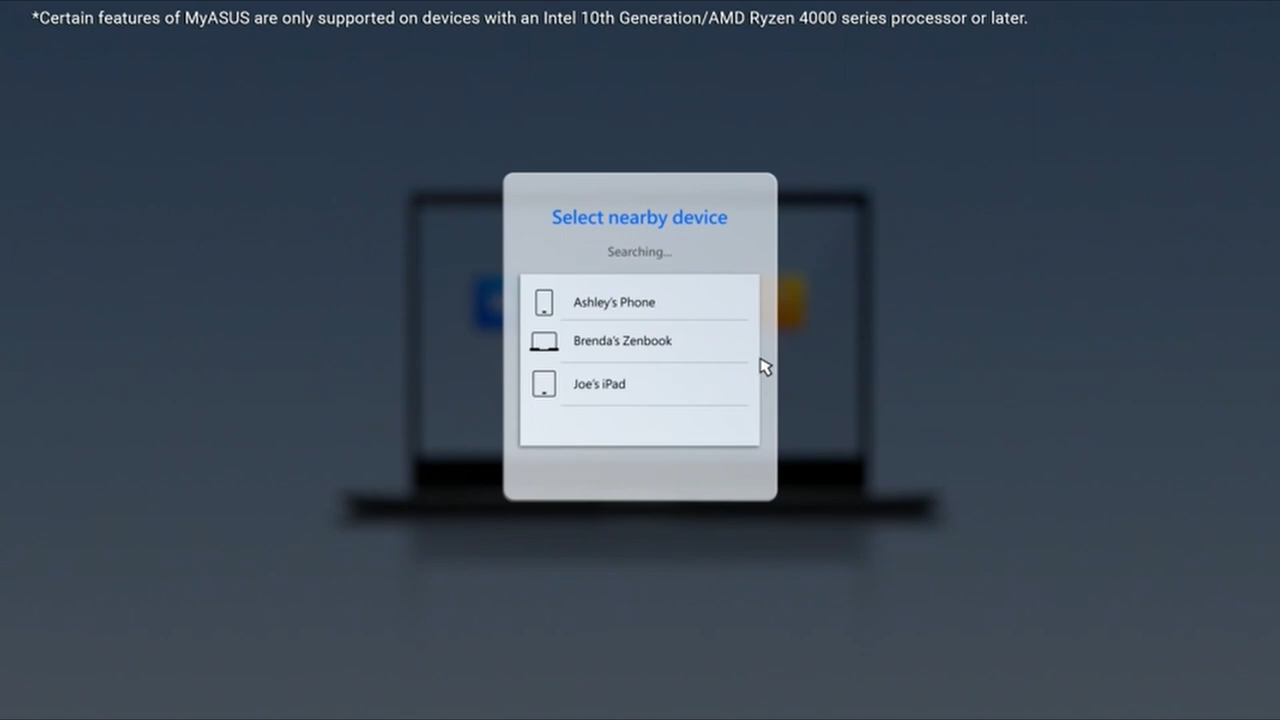 *Certain features of MyASUS are only supported on devices with an Intel 10th Generation/AMD Ryzen 4000 series processor or later.
Select nearby device
Searching...
Ashley's Phone
Brenda's Zenbook
Joe's iPad